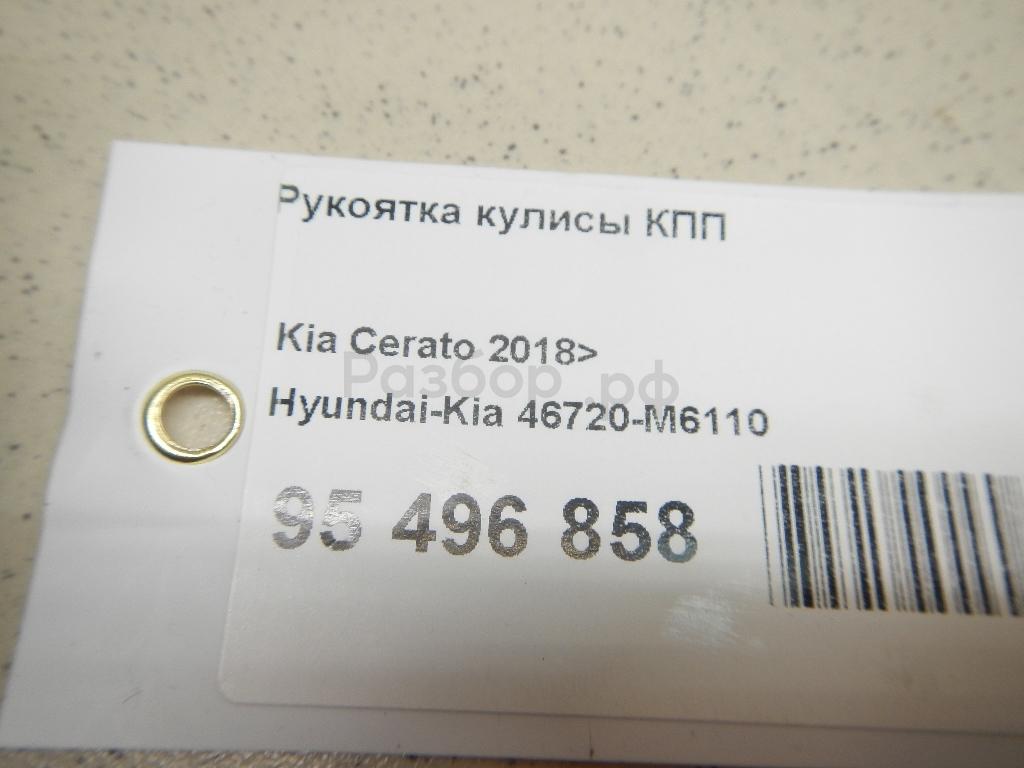 Рукоятка кулисы КПП
Kia Cerato 2018>
Разбор.рф
Hyundai-Kia 46720-M6110
95 496 858